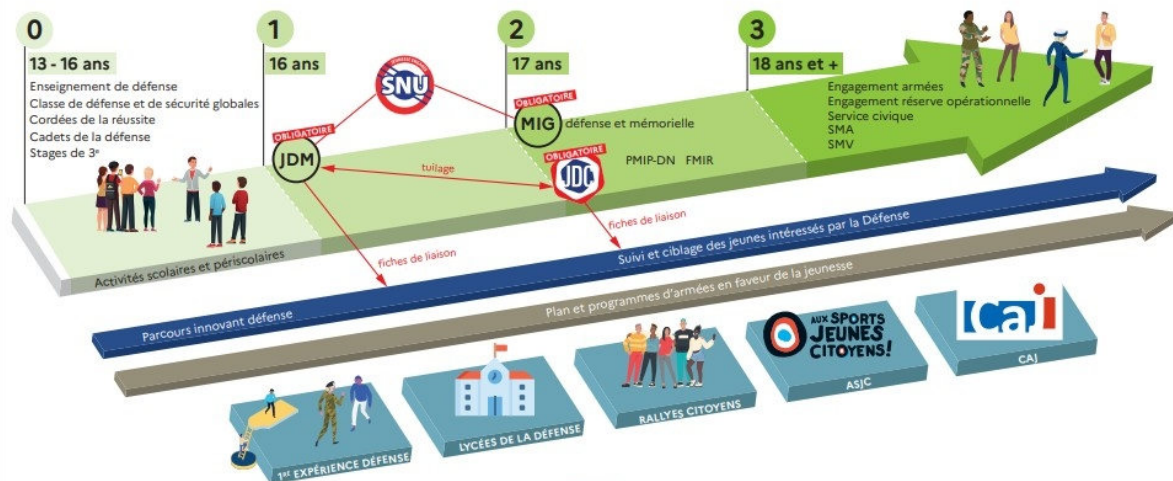 0
13 - 16 ans
Enseignement de défense
Classe de défense et de sécurité globales
Cordées de la réussite
Cadets de la défense
Stages de 3e
Activités scolaires et périscolaires
1
16 ans
OBLIGATOIRE
JDM
SNU
2
17 ans
OBLIGATOIRE
MIG
défense et mémorielle
OBLIGATOIRE
JDC
PMIP-DN FMIR
tuilage
fiches de liaison
fiches de liaison
3
18 ans et +
Engagement armées
Engagement réserve opérationnelle
Service civique
SMA
SMV
Parcours innovant défense
Suivi et ciblage des jeunes intéressés par la Défense
Plan et programmes d'armées en faveur de la jeunesse
1re EXPÉRIENCE DÉFENSE
LYCÉES DE LA DÉFENSE
RALLYES CITOYENS
AUX SPORTS
JEUNES
CITOYENS!
ASJC
caj
CAJ